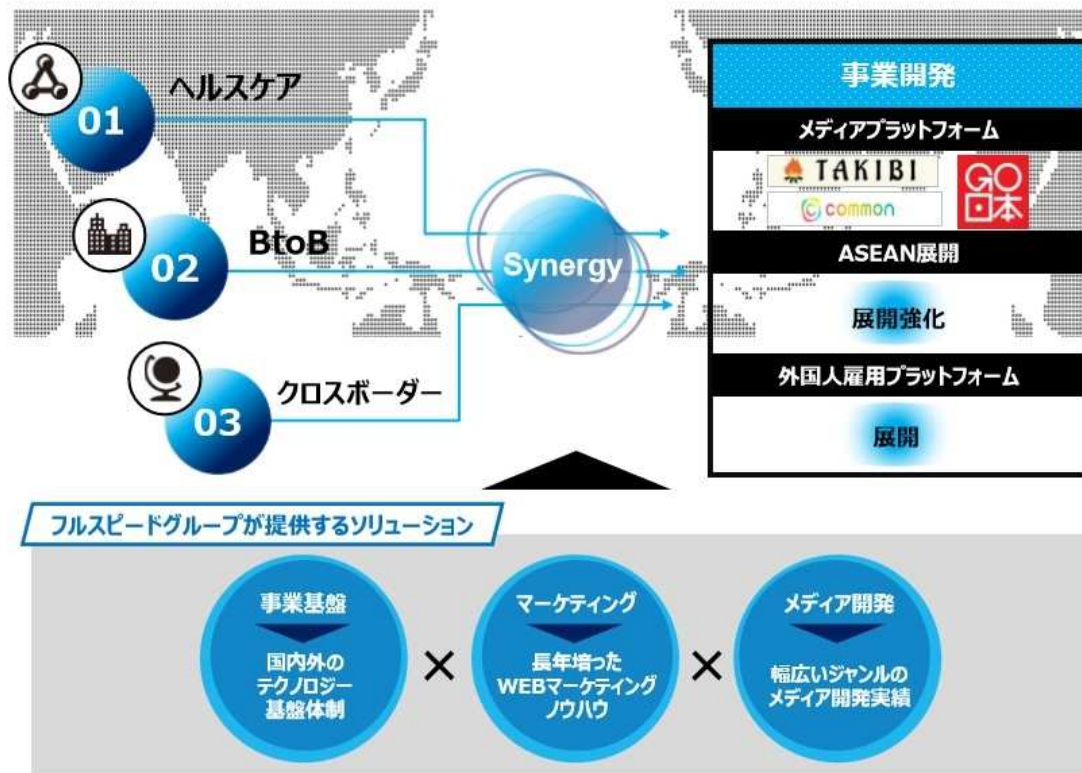 01
ヘルスケア
02
BtoB
03
クロスボーダー
Synergy
事業開発
メディアプラットフォーム
TAKIBI
common
GO
日本
ASEAN展開
展開強化
外国人雇用プラットフォーム
展開
フルスピードグループが提供するソリューション
事業基盤
国内外の
テクノロジー
基盤体制
×
マーケティング
長年培った
WEBマーケティング
ノウハウ
×
メディア開発
幅広いジャンルの
メディア開発実績